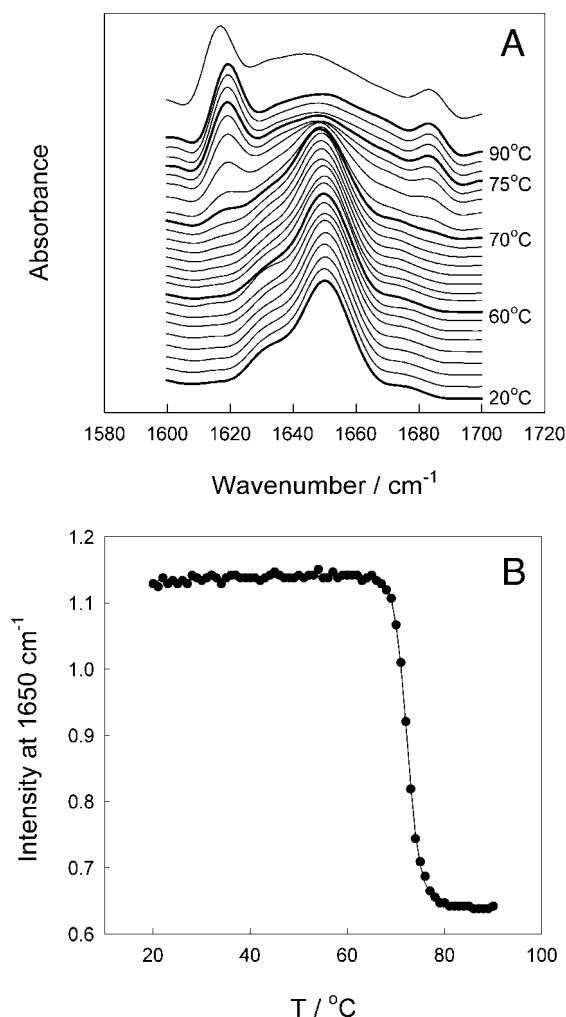 A
Absorbance
90°C
75°C
70°C
60°C
20°C
1580 1600 1620 1640 1660 1680 1700 1720
Wavenumber / cm⁻¹
B
Intensity at 1650 cm⁻¹
1.2
1.1
1.0
0.9
0.8
0.7
0.6
20 40 60 80 100
T / °C